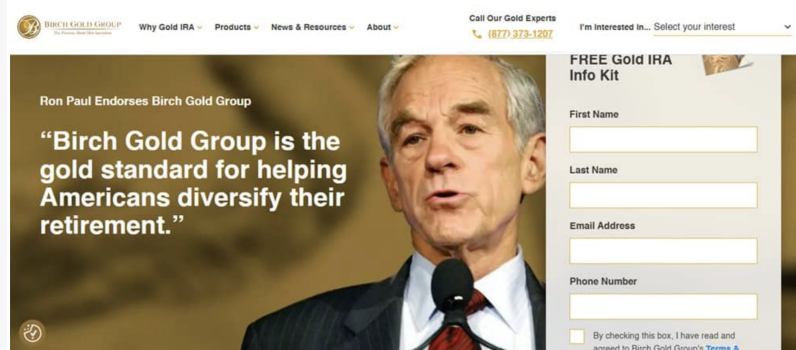 BIRCH GOLD GROUP
Why Gold IRA
Products
News & Resources
About
Call Our Gold Experts
(877) 373-1207
I'm interested in... Select your interest
Ron Paul Endorses Birch Gold Group
“Birch Gold Group is the
gold standard for helping
Americans diversify their
retirement.”
FREE Gold IRA
Info Kit
First Name
Last Name
Email Address
Phone Number
By checking this box, I have read and
agreed to Birch Gold Group's Terms &